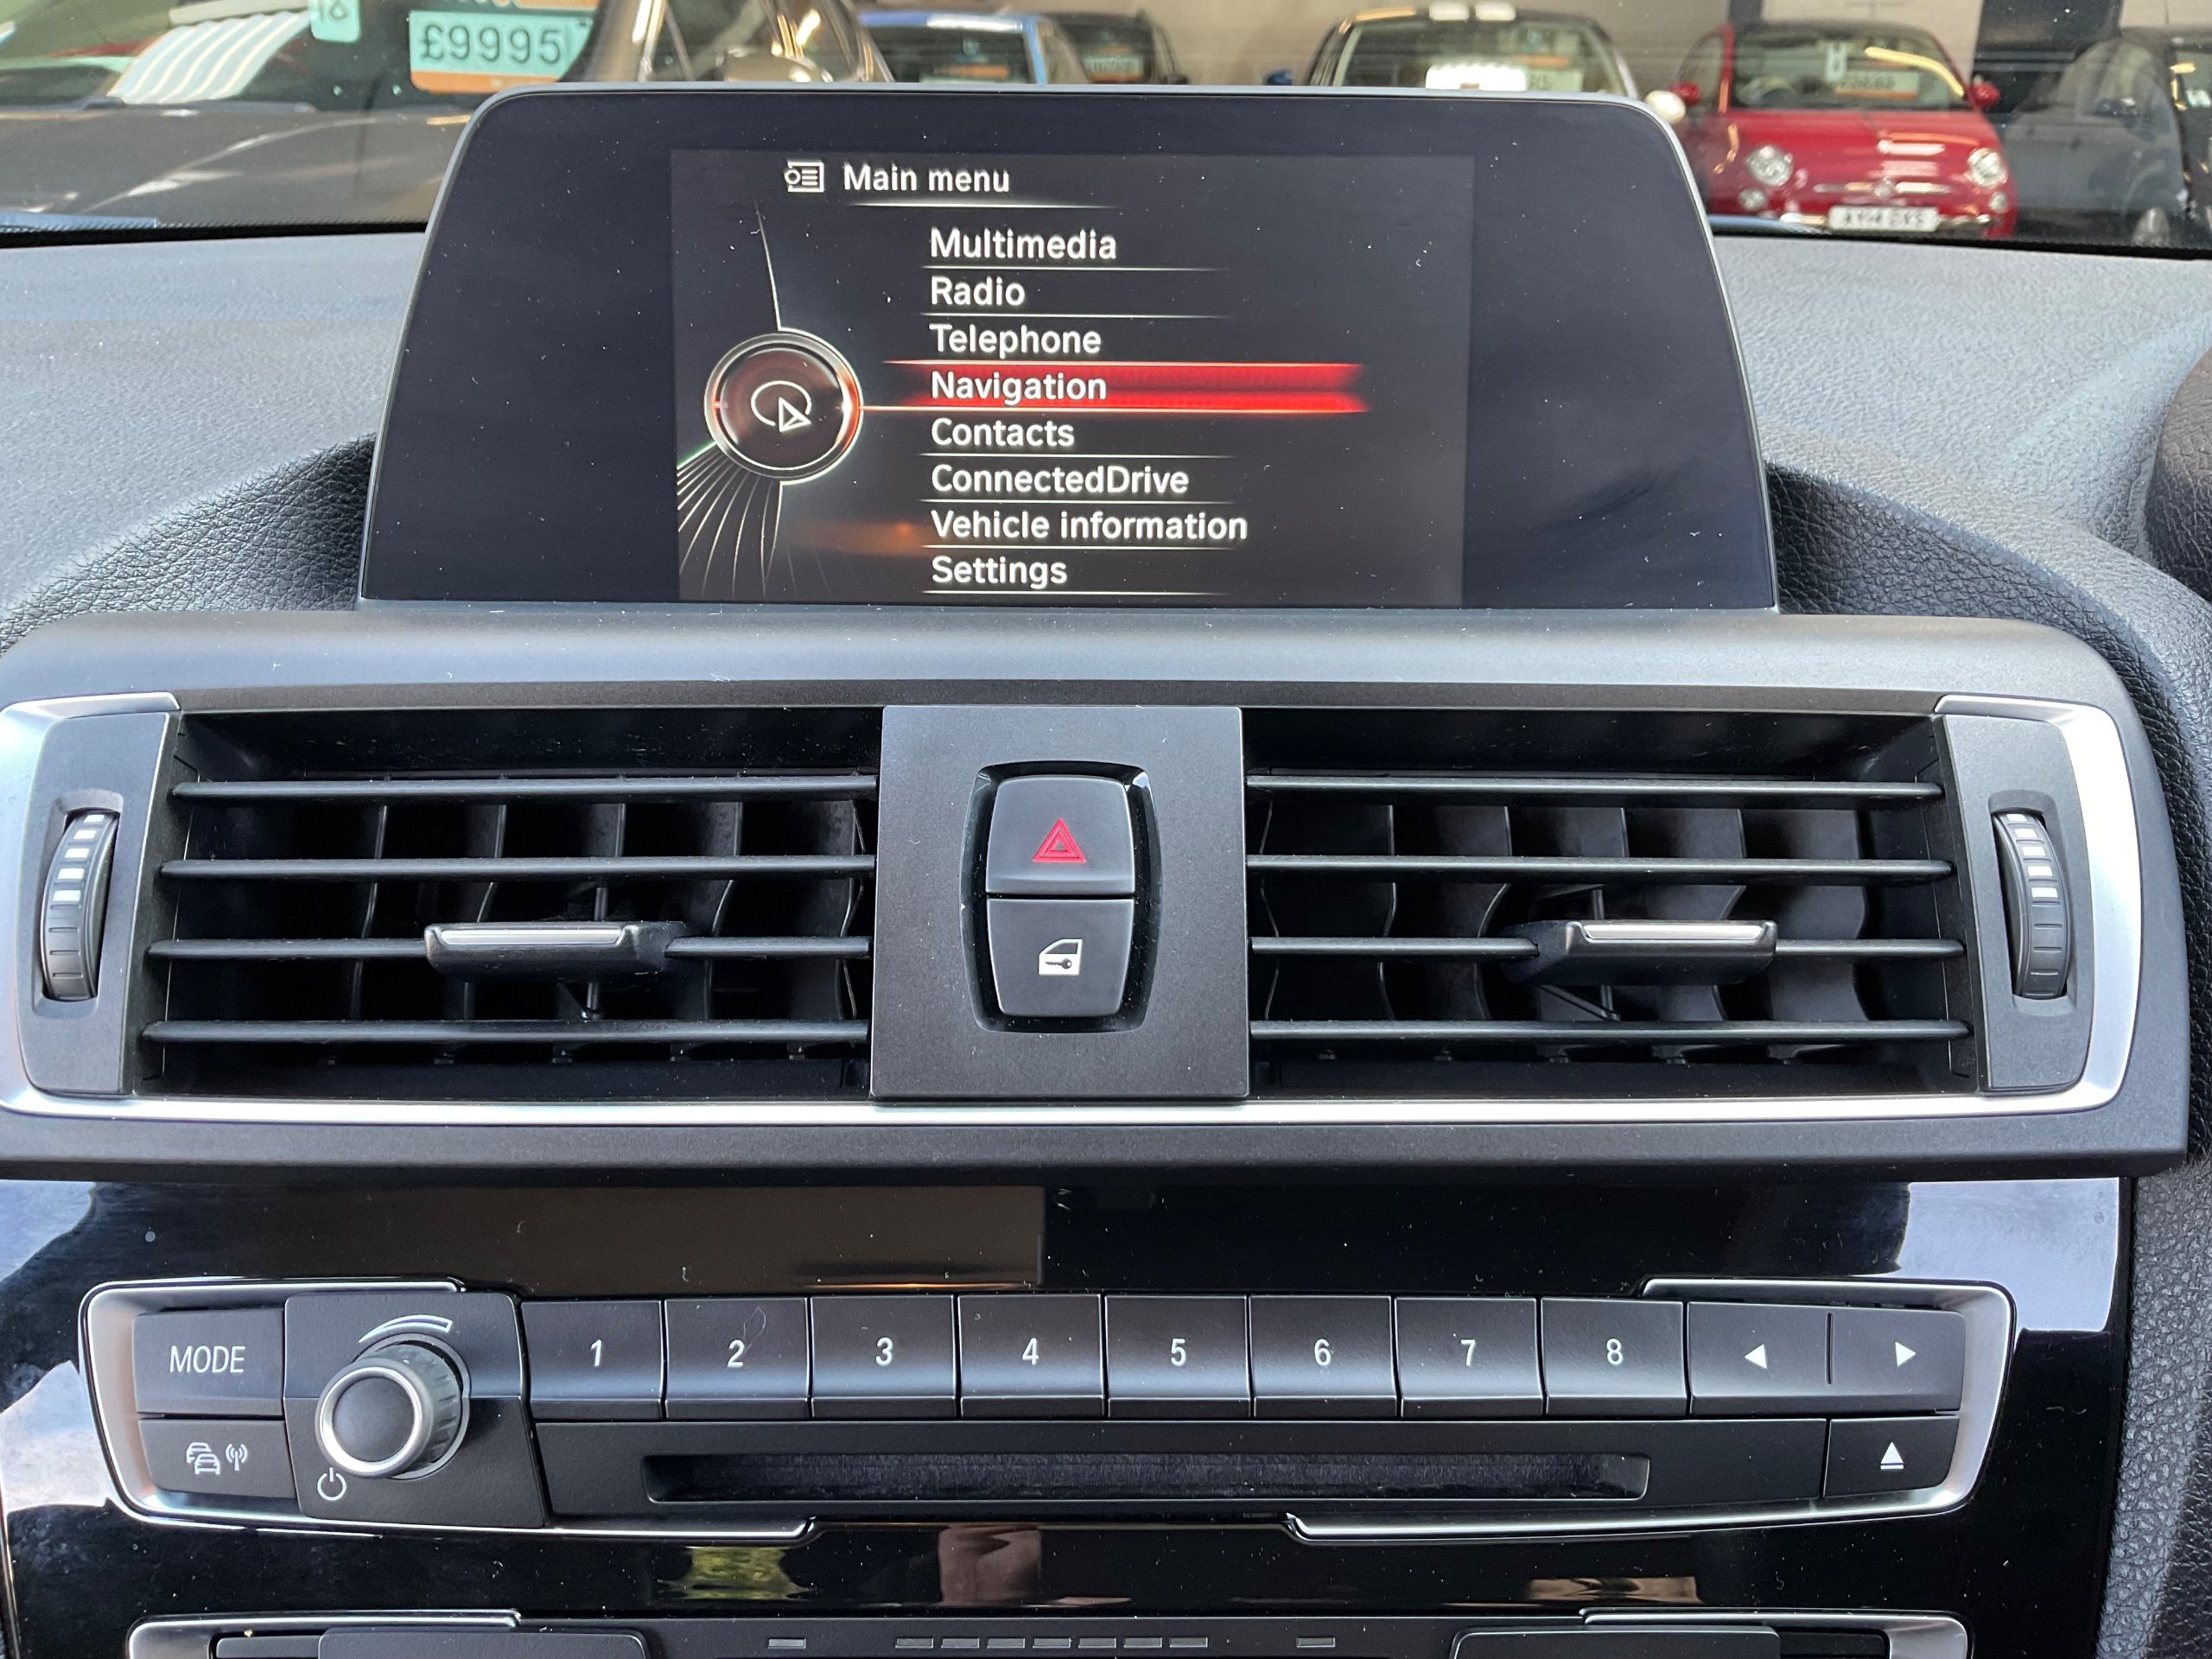 £9995
Main menu
Multimedia
Radio
Telephone
Navigation
Contacts
ConnectedDrive
Vehicle information
Settings
MODE
1 2 3 4 5 6 7 8